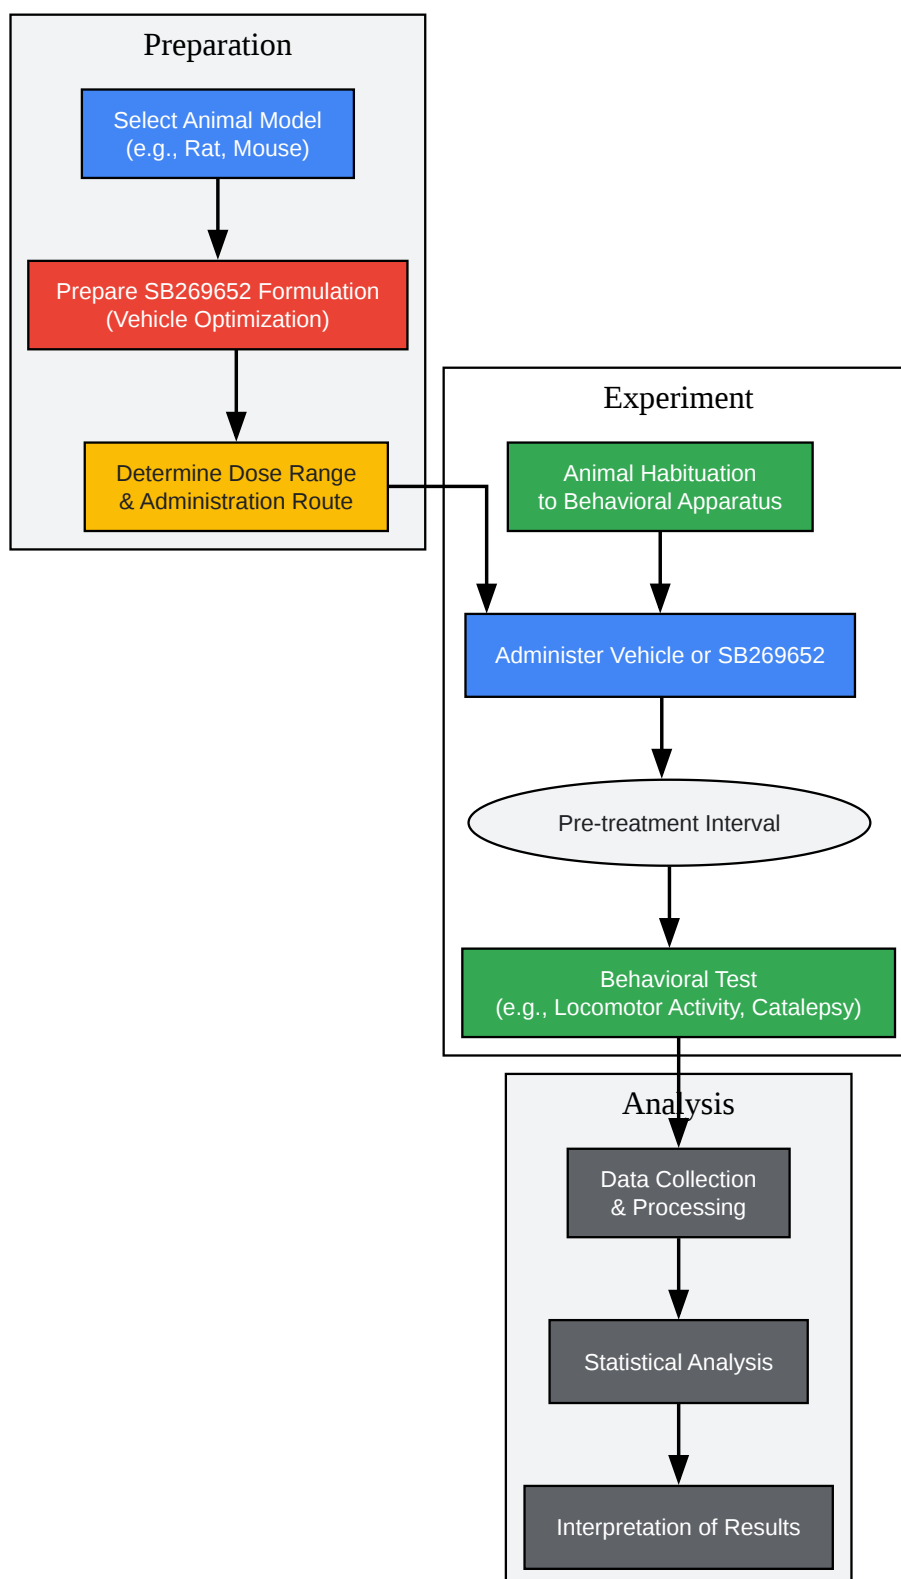 Preparation
Select Animal Model
(e.g., Rat, Mouse)
Prepare SB269652 Formulation
(Vehicle Optimization)
Determine Dose Range
& Administration Route
Experiment
Animal Habituation
to Behavioral Apparatus
Administer Vehicle or SB269652
Pre-treatment Interval
Behavioral Test
(e.g., Locomotor Activity, Catalepsy)
Analysis
Data Collection
& Processing
Statistical Analysis
Interpretation of Results